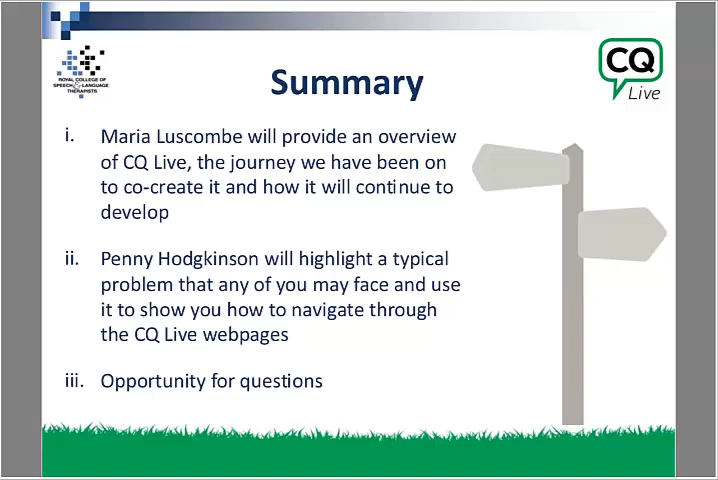 CQ
Live
ROYAL COLLEGE OF
SPEECH & LANGUAGE
THERAPISTS
Summary
i. Maria Luscombe will provide an overview
of CQ Live, the journey we have been on
to co-create it and how it will continue to
develop
ii. Penny Hodgkinson will highlight a typical
problem that any of you may face and use
it to show you how to navigate through
the CQ Live webpages
iii. Opportunity for questions